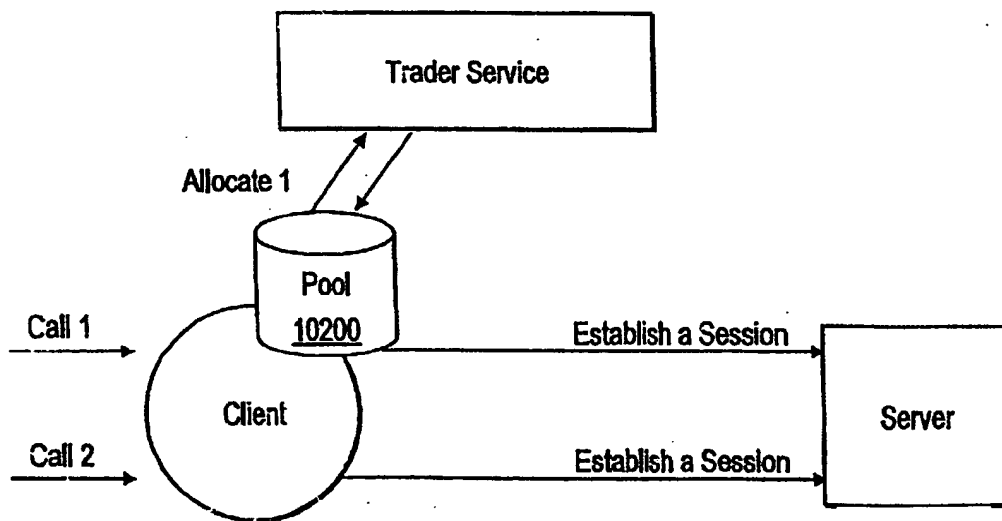 Trader Service
Allocate 1
Pool
10200
Call 1
Establish a Session
Client
Server
Call 2
Establish a Session